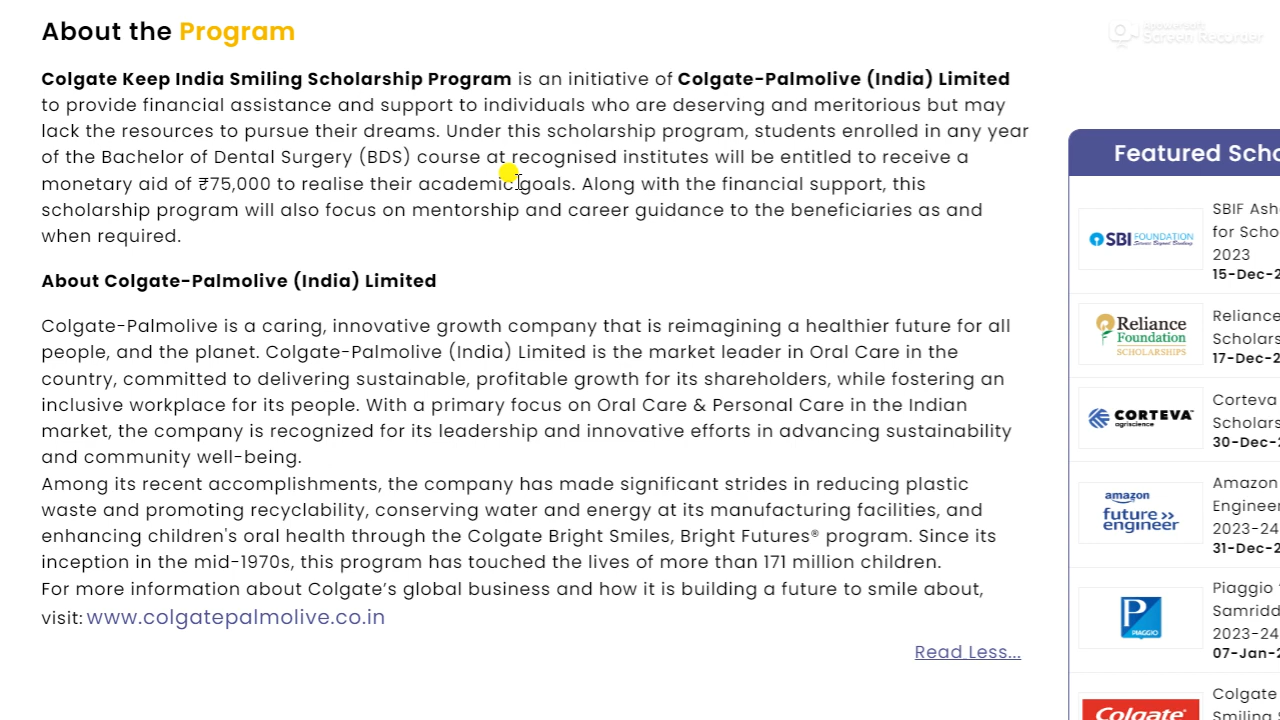 About the Program
Apowersoft
Screen Recorder
Colgate Keep India Smiling Scholarship Program is an initiative of Colgate-Palmolive (India) Limited
to provide financial assistance and support to individuals who are deserving and meritorious but may
lack the resources to pursue their dreams. Under this scholarship program, students enrolled in any year
of the Bachelor of Dental Surgery (BDS) course at recognised institutes will be entitled to receive a
monetary aid of ₹75,000 to realise their academic goals. Along with the financial support, this
scholarship program will also focus on mentorship and career guidance to the beneficiaries as and
when required.
About Colgate-Palmolive (India) Limited
Colgate-Palmolive is a caring, innovative growth company that is reimagining a healthier future for all
people, and the planet. Colgate-Palmolive (India) Limited is the market leader in Oral Care in the
country, committed to delivering sustainable, profitable growth for its shareholders, while fostering an
inclusive workplace for its people. With a primary focus on Oral Care & Personal Care in the Indian
market, the company is recognized for its leadership and innovative efforts in advancing sustainability
and community well-being.
Among its recent accomplishments, the company has made significant strides in reducing plastic
waste and promoting recyclability, conserving water and energy at its manufacturing facilities, and
enhancing children's oral health through the Colgate Bright Smiles, Bright Futures® program. Since its
inception in the mid-1970s, this program has touched the lives of more than 171 million children.
For more information about Colgate’s global business and how it is building a future to smile about,
visit: www.colgatepalmolive.co.in
Read Less...
Featured Scho
SBI FOUNDATION
SBIF Ash
for Scho
2023
15-Dec-2
Reliance
Foundation
SCHOLARSHIPS
Reliance
Scholars
17-Dec-2
CORTEVA
agriscience
Corteva
Scholars
30-Dec-2
amazon
future
engineer
Amazon
Engineer
2023-24
31-Dec-2
PIAGGIO
Piaggio
Samridd
2023-24
07-Jan-2
Colgate
Colgate
Smiling